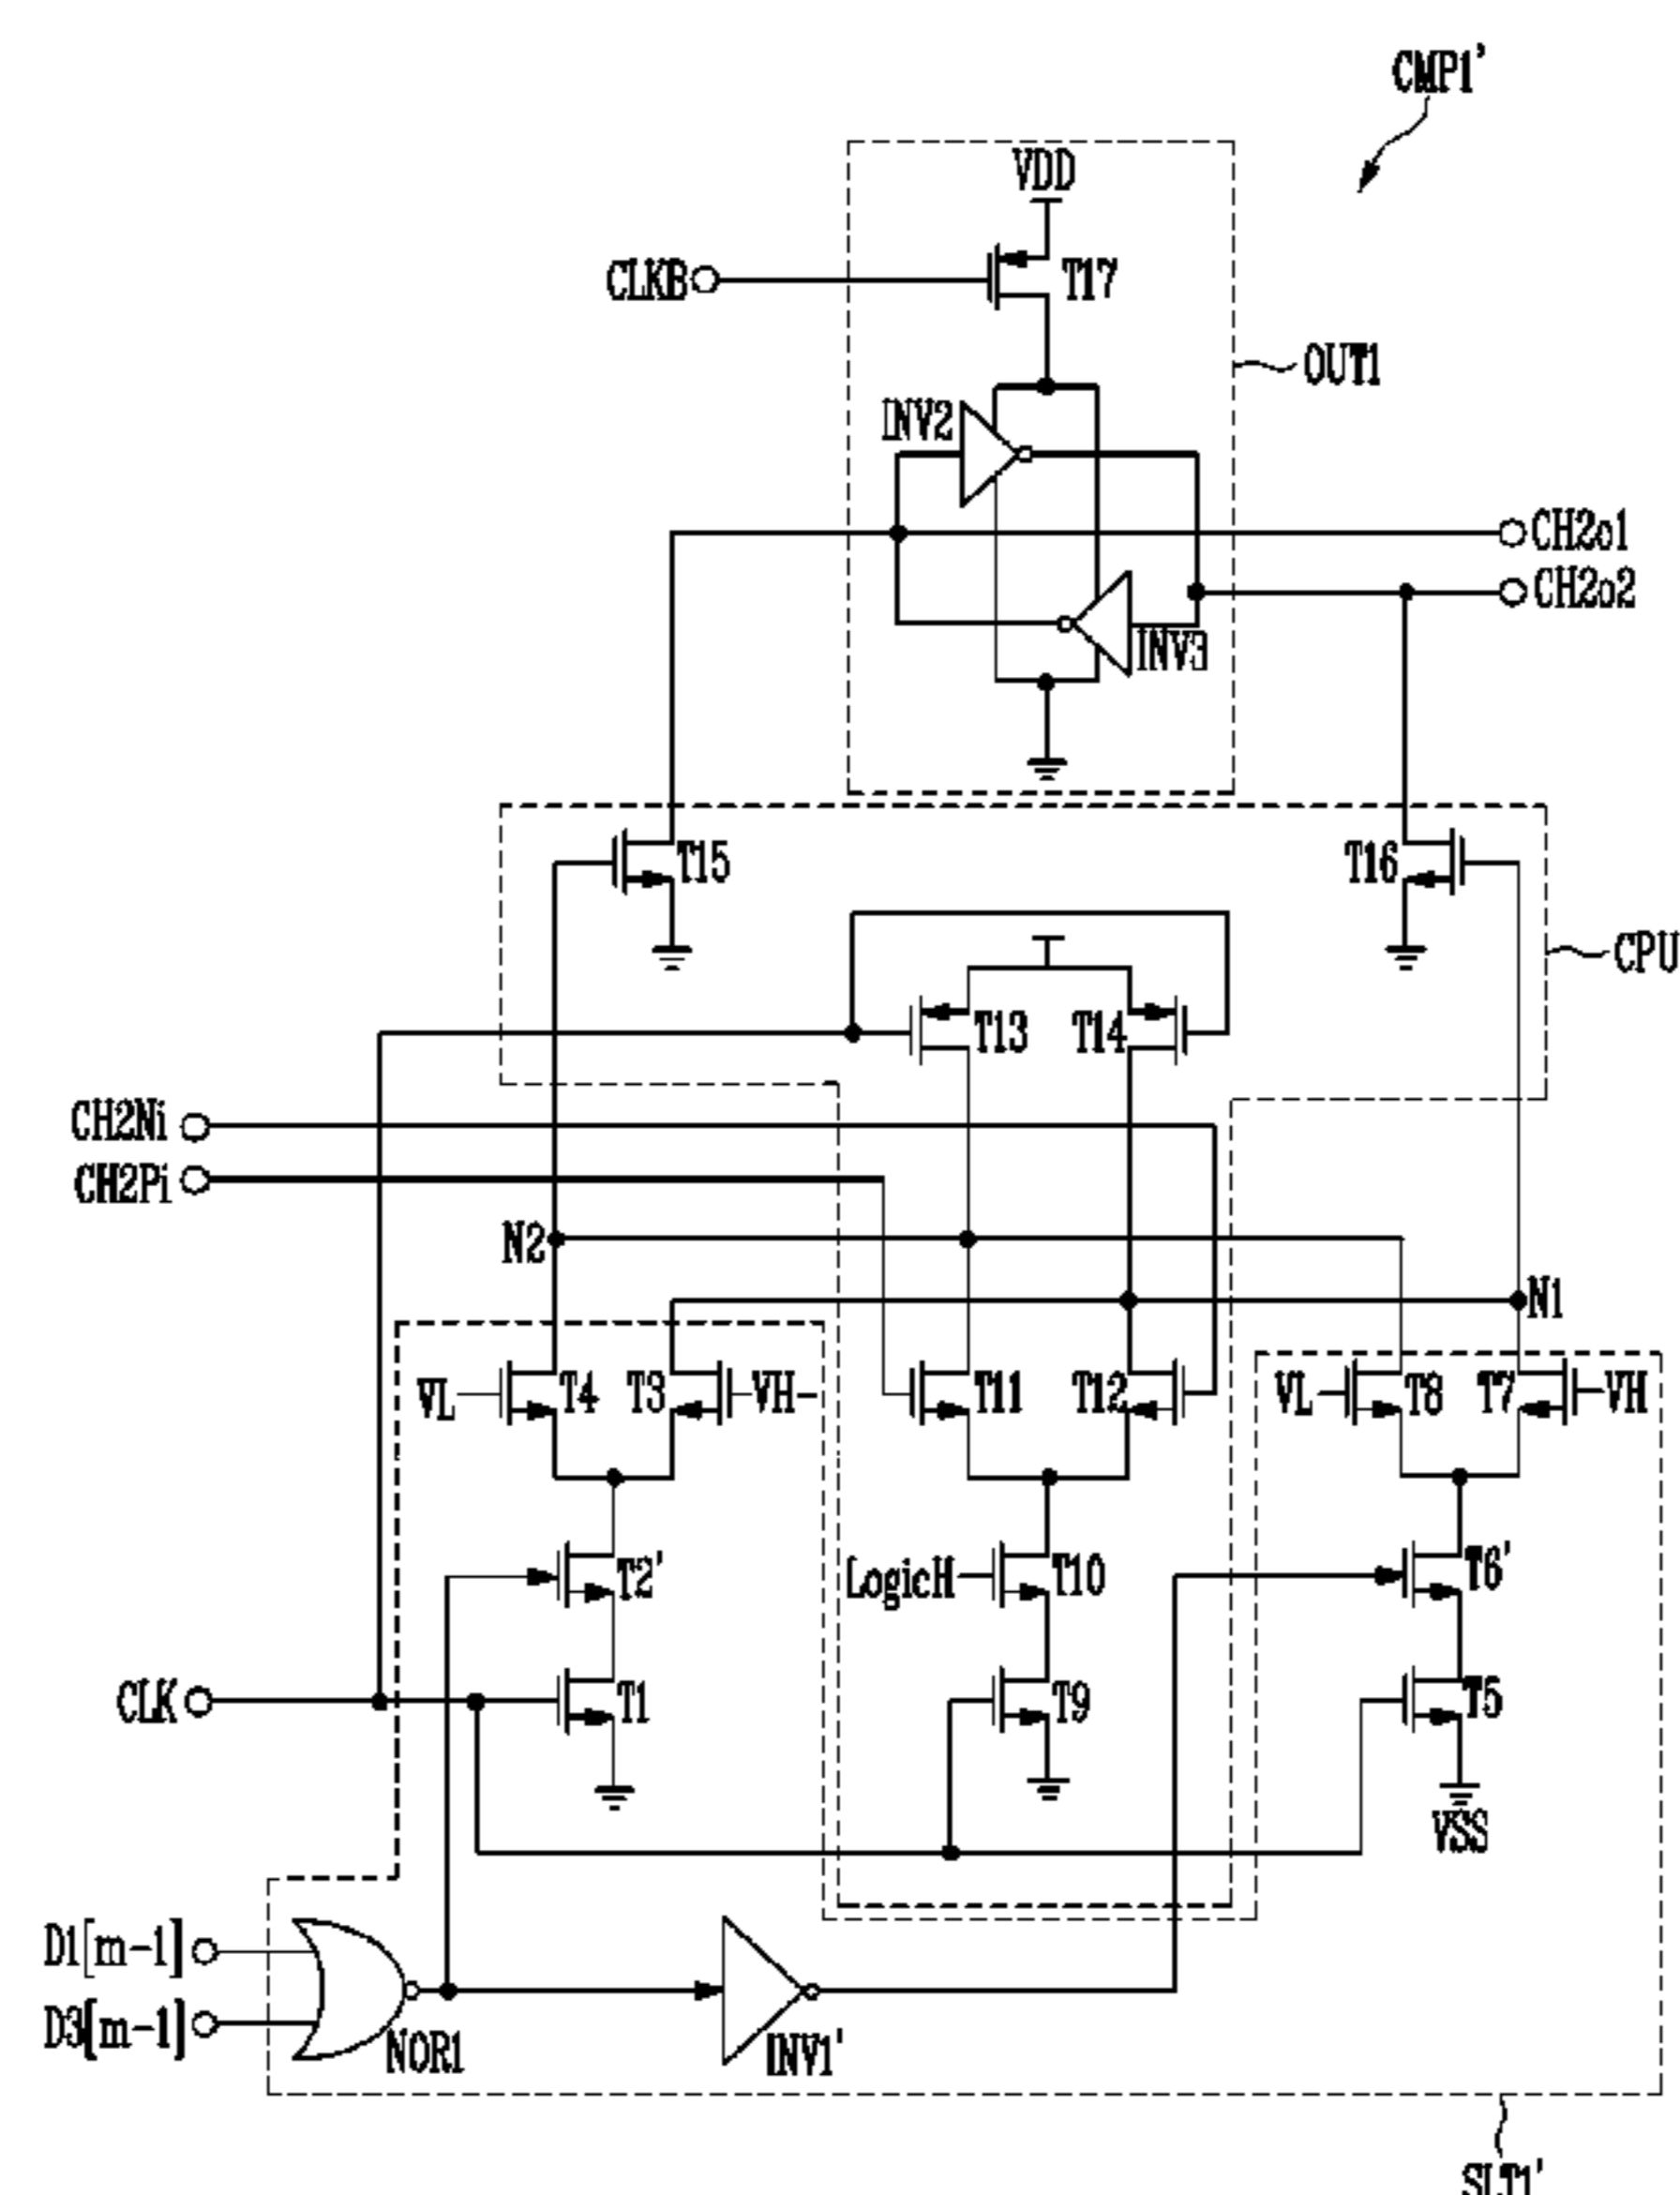 CMP1'
VDD
CLKB
T17
OUT1
INV2
CH2o1
CH2o2
INV3
T15
T16
CPU
T13
T14
CH2Ni
CH2Pi
N2
N1
VL
T4
T3
VH-
T11
T12
VL
T8
T7
VH
T2'
LogicH
T10
T6'
CLK
T1
T9
T5
VSS
D1[m-1]
D3[m-1]
NOR1
INV1'
SLT1'